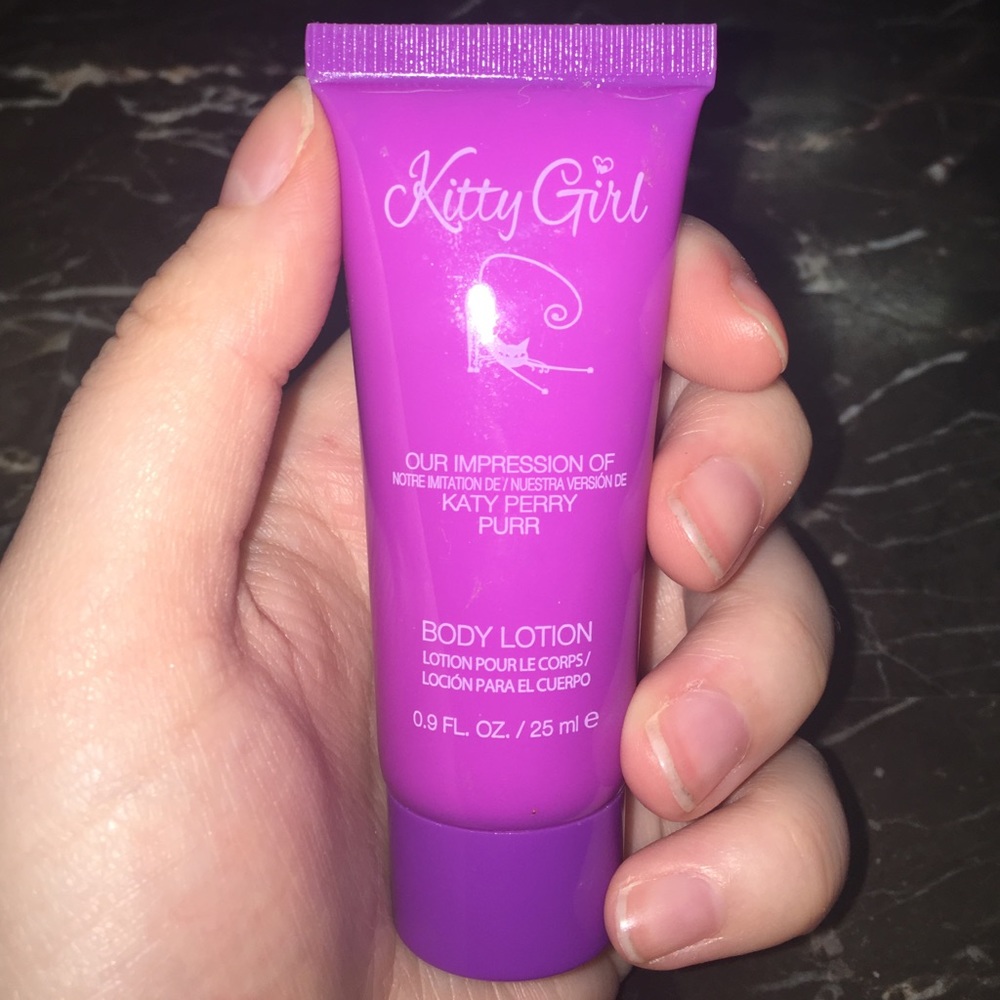 Kitty Girl
OUR IMPRESSION OF
NOTRE IMITATION DE / NUESTRA VERSIÓN DE
KATY PERRY
PURR
BODY LOTION
LOTION POUR LE CORPS /
LOCIÓN PARA EL CUERPO
0.9 FL. OZ. / 25 ml ℮